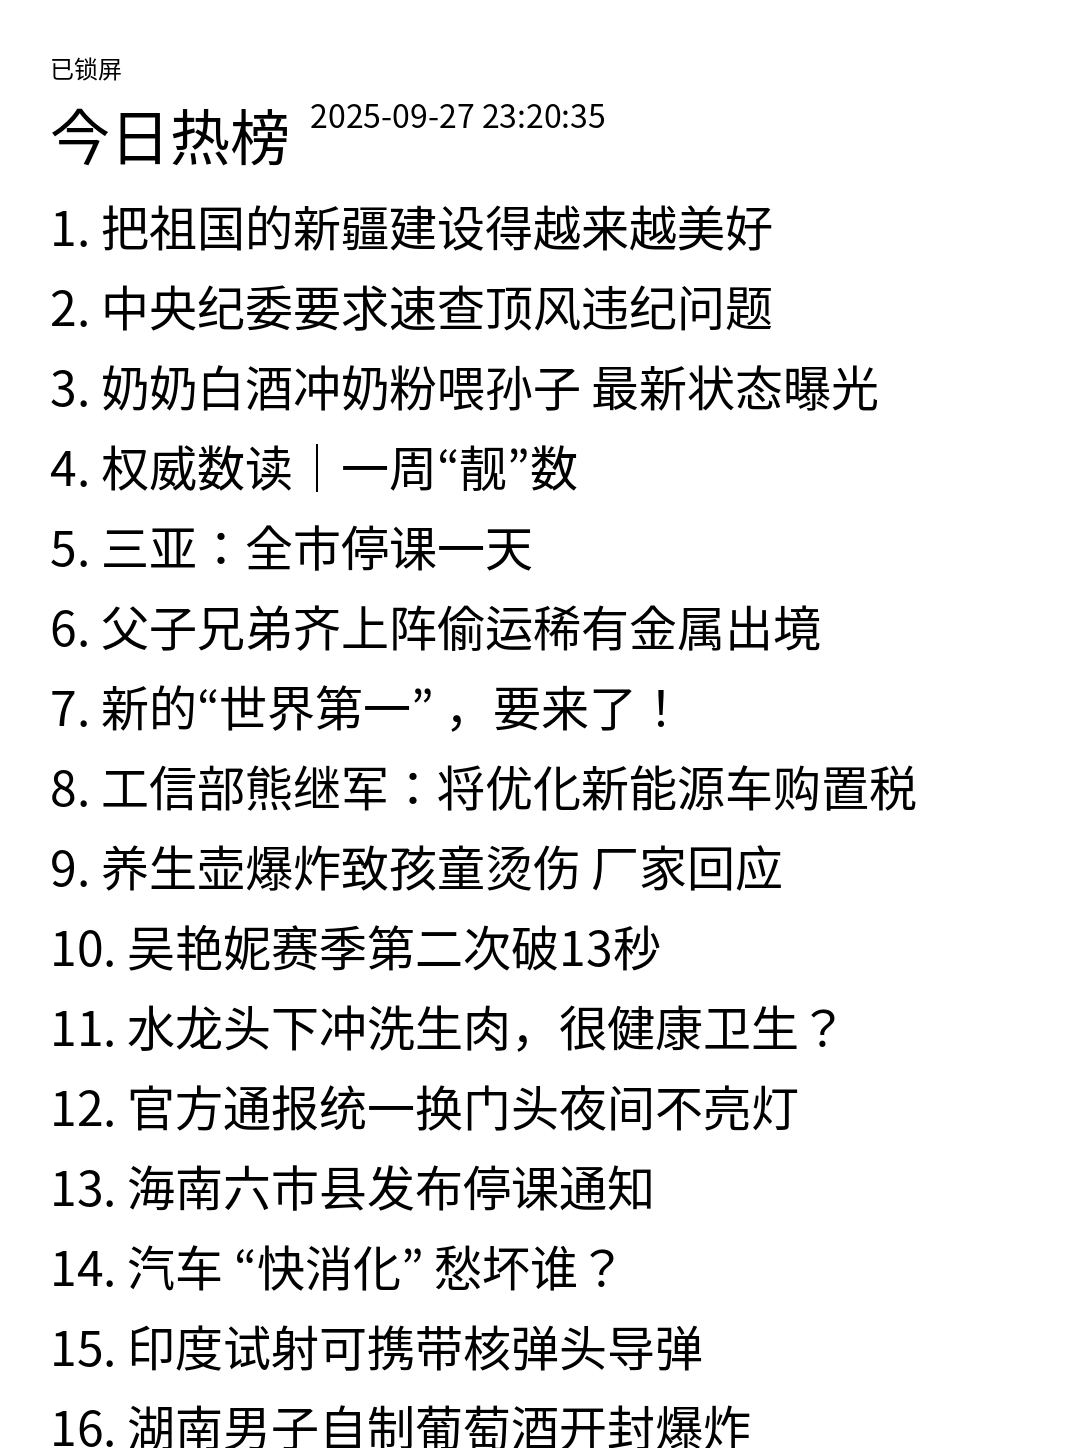 已锁屏
今日热榜 2025-09-27 23:20:35
1. 把祖国的新疆建设得越来越美好
2. 中央纪委要求速查顶风违纪问题
3. 奶奶白酒冲奶粉喂孙子 最新状态曝光
4. 权威数读｜一周“靓”数
5. 三亚：全市停课一天
6. 父子兄弟齐上阵偷运稀有金属出境
7. 新的“世界第一” ，要来了！
8. 工信部熊继军：将优化新能源车购置税
9. 养生壶爆炸致孩童烫伤 厂家回应
10. 吴艳妮赛季第二次破13秒
11. 水龙头下冲洗生肉，很健康卫生？
12. 官方通报统一换门头夜间不亮灯
13. 海南六市县发布停课通知
14. 汽车 “快消化” 愁坏谁？
15. 印度试射可携带核弹头导弹
16. 湖南男子自制葡萄酒开封爆炸